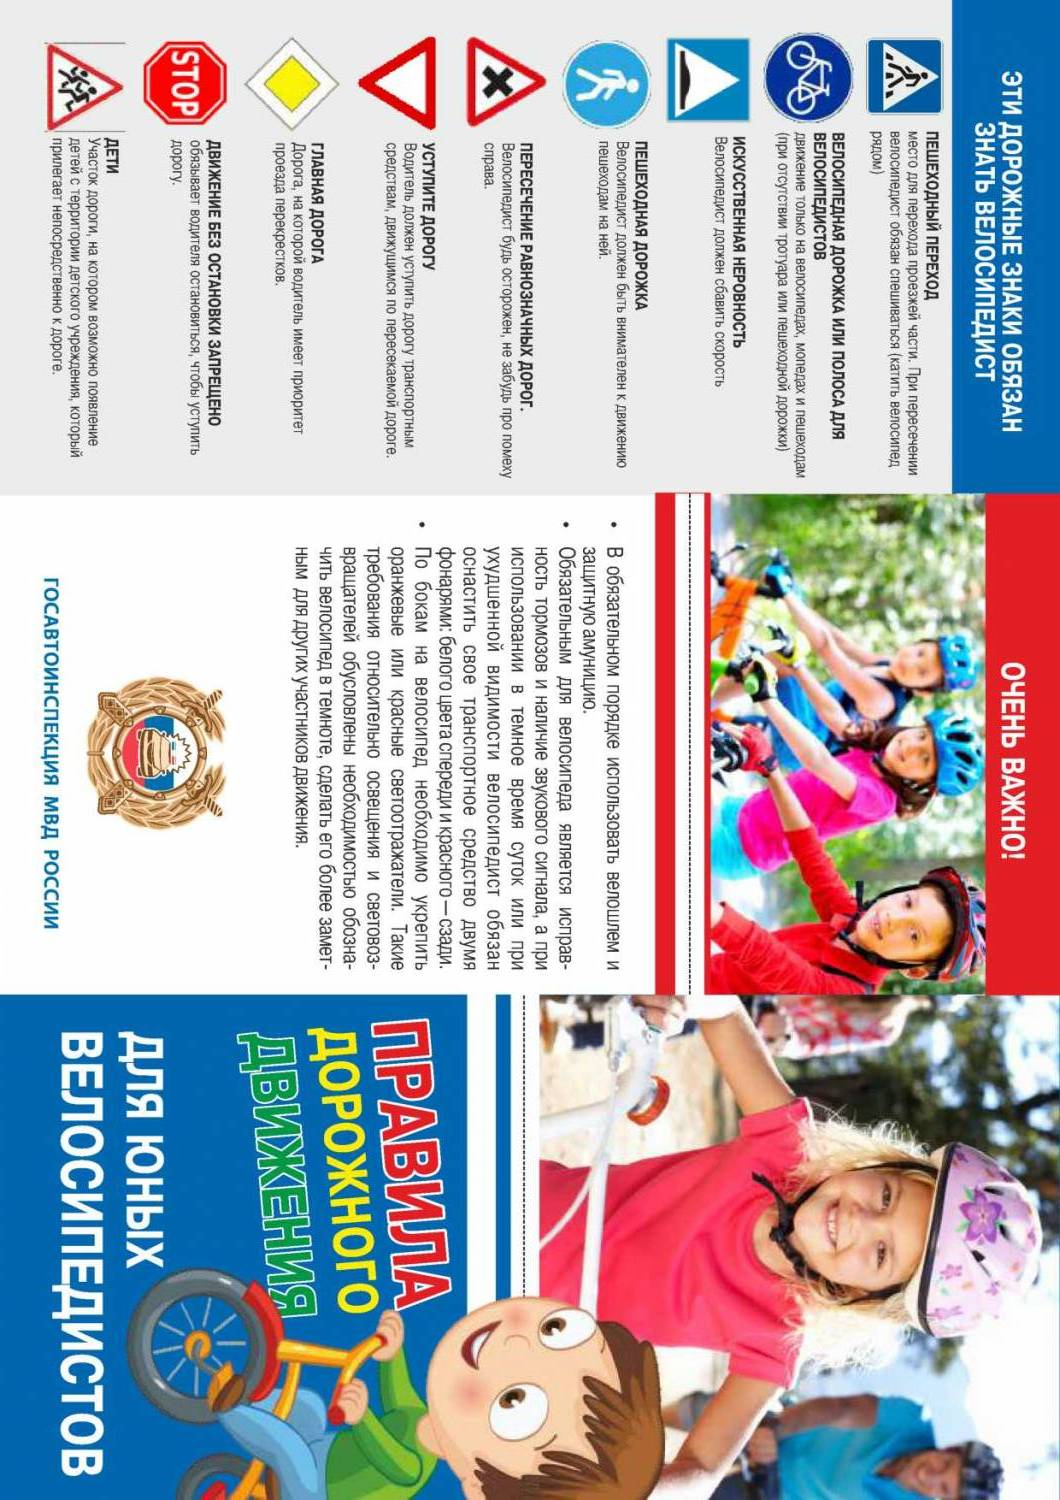 ЭТИ ДОРОЖНЫЕ ЗНАКИ ОБЯЗАН
ЗНАТЬ ВЕЛОСИПЕДИСТ
ПЕШЕХОДНЫЙ ПЕРЕХОД
место для перехода проезжей части. При пересечении
велосипедист обязан спешиваться (катить велосипед
рядом)
ВЕЛОСИПЕДНАЯ ДОРОЖКА ИЛИ ПОЛОСА ДЛЯ
ВЕЛОСИПЕДИСТОВ
движение только на велосипедах, мопедах и пешеходам
(при отсутствии тротуара или пешеходной дорожки)
ИСКУССТВЕННАЯ НЕРОВНОСТЬ
Велосипедист должен сбавить скорость
ПЕШЕХОДНАЯ ДОРОЖКА
Велосипедист должен быть внимателен к движению
пешеходам на ней.
ПЕРЕСЕЧЕНИЕ РАВНОЗНАЧНЫХ ДОРОГ.
Велосипедист будь осторожен, не забудь про помеху
справа.
УСТУПИТЕ ДОРОГУ
Водитель должен уступить дорогу транспортным
средствам, движущимся по пересекаемой дороге.
ГЛАВНАЯ ДОРОГА
Дорога, на которой водитель имеет приоритет
проезда перекрестков.
STOP
ДВИЖЕНИЕ БЕЗ ОСТАНОВКИ ЗАПРЕЩЕНО
обязывает водителя остановиться, чтобы уступить
дорогу.
ДЕТИ
Участок дороги, на котором возможно появление
детей с территории детского учреждения, который
прилегает непосредственно к дороге.
ОЧЕНЬ ВАЖНО!
• В обязательном порядке использовать велошлем и
защитную амуницию.
• Обязательным для велосипеда является исправ-
ность тормозов и наличие звукового сигнала, а при
использовании в темное время суток или при
ухудшенной видимости велосипедист обязан
оснастить свое транспортное средство двумя
фонарями: белого цвета спереди и красного — сзади.
• По бокам на велосипед необходимо укрепить
оранжевые или красные светоотражатели. Такие
требования относительно освещения и световоз-
вращателей обусловлены необходимостью обозна-
чить велосипед в темноте, сделать его более замет-
ным для других участников движения.
ГОСАВТОИНСПЕКЦИЯ МВД РОССИИ
ПРАВИЛА
ДОРОЖНОГО
ДВИЖЕНИЯ
ДЛЯ ЮНЫХ
ВЕЛОСИПЕДИСТОВ